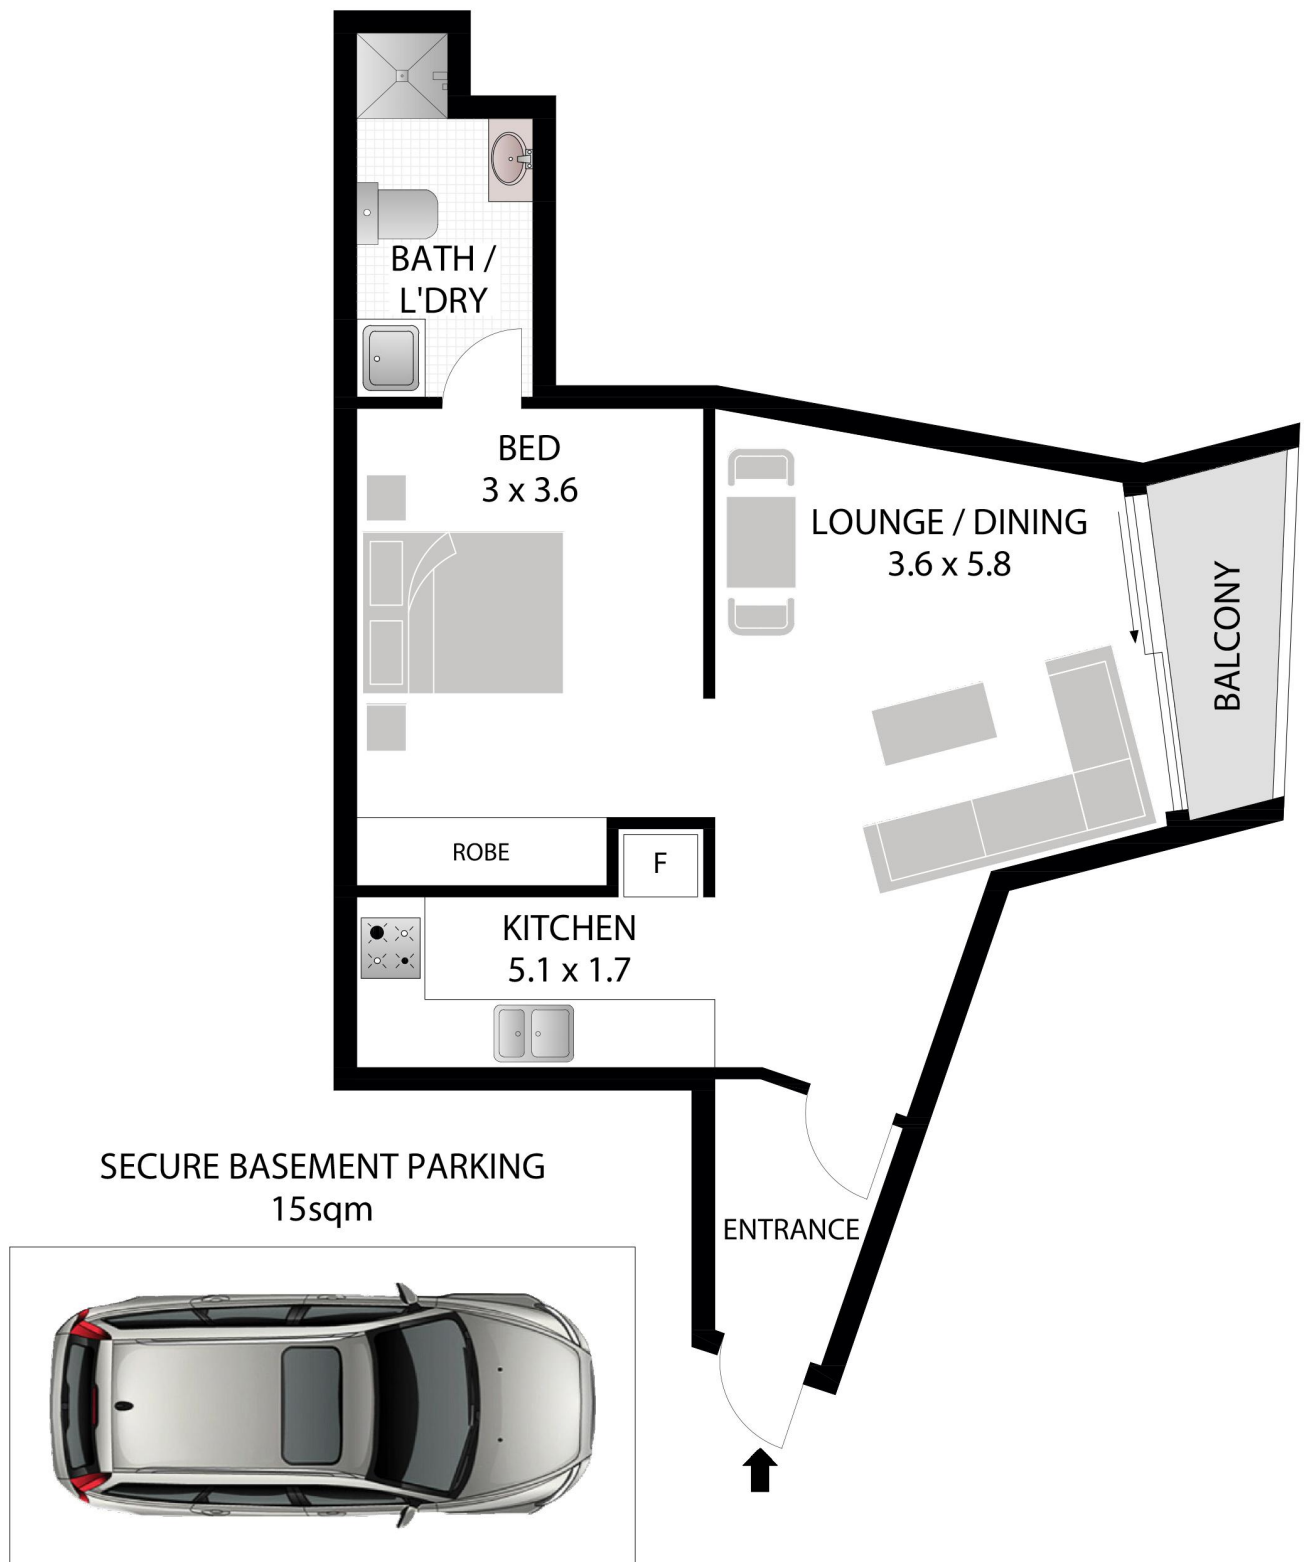 BATH /
L'DRY
BED
3 x 3.6
LOUNGE / DINING
3.6 x 5.8
BALCONY
ROBE
F
KITCHEN
5.1 x 1.7
SECURE BASEMENT PARKING
15sqm
ENTRANCE